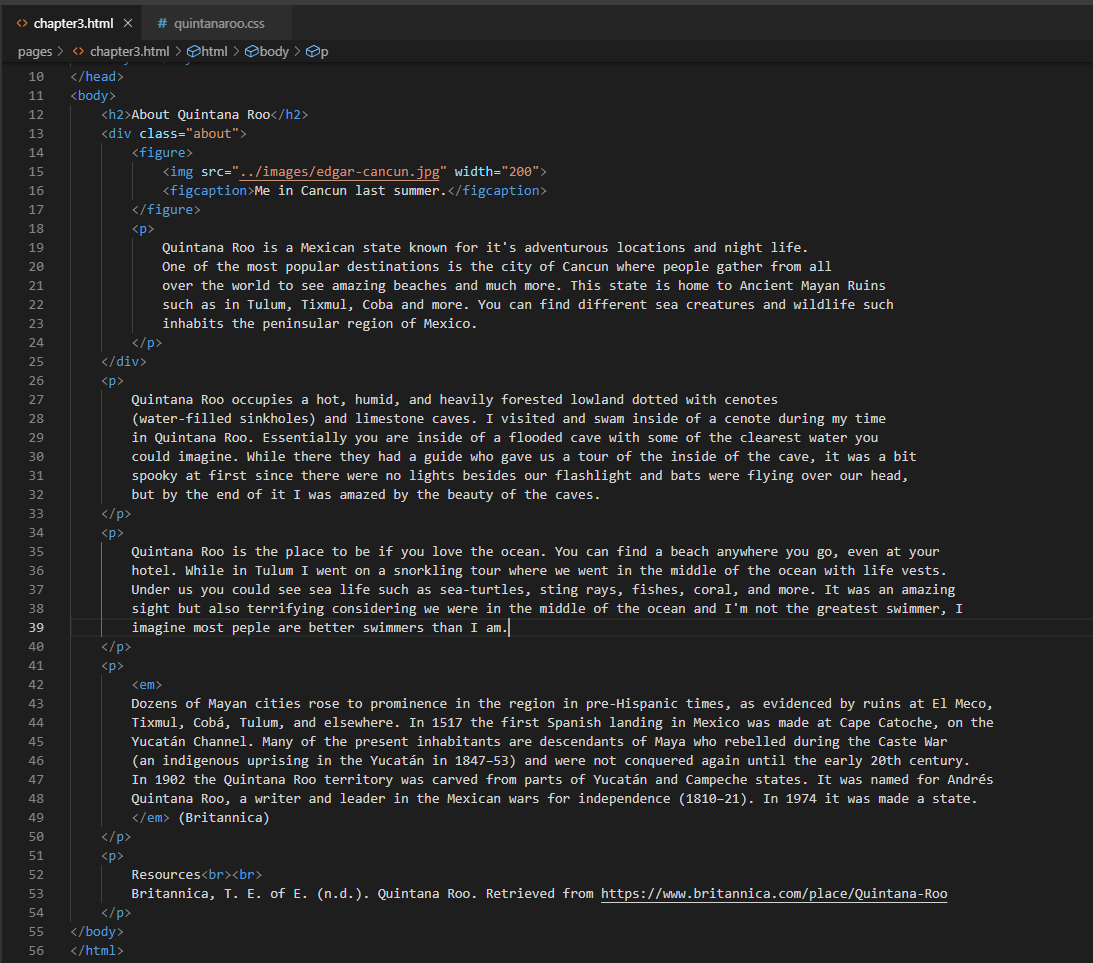 chapter3.html
quintanaroo.css
pages > chapter3.html > html > body > p
10 </head>
11 <body>
12 <h2>About Quintana Roo</h2>
13 <div class="about">
14 <figure>
15 <img src="../images/edgar-cancun.jpg" width="200">
16 <figcaption>Me in Cancun last summer.</figcaption>
17 </figure>
18 <p>
19 Quintana Roo is a Mexican state known for it's adventurous locations and night life.
20 One of the most popular destinations is the city of Cancun where people gather from all
21 over the world to see amazing beaches and much more. This state is home to Ancient Mayan Ruins
22 such as in Tulum, Tixmul, Coba and more. You can find different sea creatures and wildlife such
23 inhabits the peninsular region of Mexico.
24 </p>
25 </div>
26 <p>
27 Quintana Roo occupies a hot, humid, and heavily forested lowland dotted with cenotes
28 (water-filled sinkholes) and limestone caves. I visited and swam inside of a cenote during my time
29 in Quintana Roo. Essentially you are inside of a flooded cave with some of the clearest water you
30 could imagine. While there they had a guide who gave us a tour of the inside of the cave, it was a bit
31 spooky at first since there were no lights besides our flashlight and bats were flying over our head,
32 but by the end of it I was amazed by the beauty of the caves.
33 </p>
34 <p>
35 Quintana Roo is the place to be if you love the ocean. You can find a beach anywhere you go, even at your
36 hotel. While in Tulum I went on a snorkling tour where we went in the middle of the ocean with life vests.
37 Under us you could see sea life such as sea-turtles, sting rays, fishes, coral, and more. It was an amazing
38 sight but also terrifying considering we were in the middle of the ocean and I'm not the greatest swimmer, I
39 imagine most peple are better swimmers than I am.
40 </p>
41 <p>
42 <em>
43 Dozens of Mayan cities rose to prominence in the region in pre-Hispanic times, as evidenced by ruins at El Meco,
44 Tixmul, Cobá, Tulum, and elsewhere. In 1517 the first Spanish landing in Mexico was made at Cape Catoche, on the
45 Yucatán Channel. Many of the present inhabitants are descendants of Maya who rebelled during the Caste War
46 (an indigenous uprising in the Yucatán in 1847–53) and were not conquered again until the early 20th century.
47 In 1902 the Quintana Roo territory was carved from parts of Yucatán and Campeche states. It was named for Andrés
48 Quintana Roo, a writer and leader in the Mexican wars for independence (1810–21). In 1974 it was made a state.
49 </em> (Britannica)
50 </p>
51 <p>
52 Resources<br><br>
53 Britannica, T. E. of E. (n.d.). Quintana Roo. Retrieved from https://www.britannica.com/place/Quintana-Roo
54 </p>
55 </body>
56 </html>